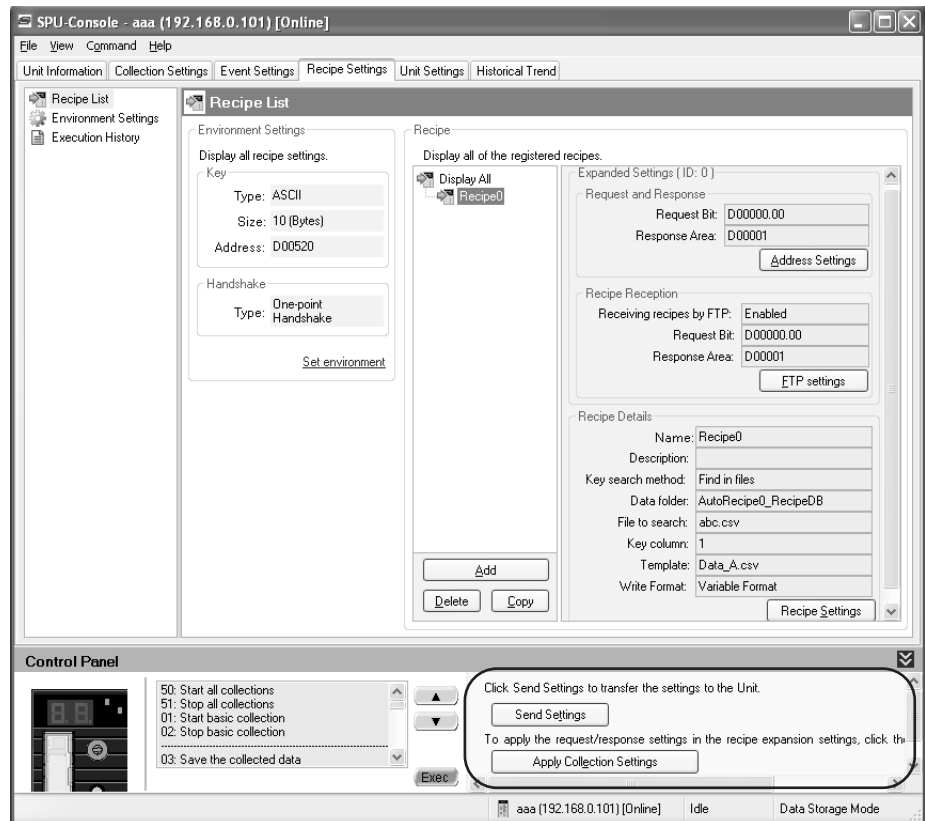 SPU-Console - aaa (192.168.0.101) [Online]
File View Command Help
Unit Information Collection Settings Event Settings Recipe Settings Unit Settings Historical Trend
Recipe List
Environment Settings
Execution History
Recipe List
Environment Settings
Display all recipe settings.
Key
Type: ASCII
Size: 10 (Bytes)
Address: D00520
Handshake
Type: One-point
Handshake
Set environment
Recipe
Display all of the registered recipes.
Display All
Recipe0
Add
Delete Copy
Expanded Settings ( ID: 0 )
Request and Response
Request Bit: D00000.00
Response Area: D00001
Address Settings
Recipe Reception
Receiving recipes by FTP: Enabled
Request Bit: D00000.00
Response Area: D00001
FTP settings
Recipe Details
Name: Recipe0
Description:
Key search method: Find in files
Data folder: AutoRecipe0_RecipeDB
File to search: abc.csv
Key column: 1
Template: Data_A.csv
Write Format: Variable Format
Recipe Settings
Control Panel
50: Start all collections
51: Stop all collections
01: Start basic collection
02: Stop basic collection
03: Save the collected data
Exec
Click Send Settings to transfer the settings to the Unit.
Send Settings
To apply the request/response settings in the recipe expansion settings, click
Apply Collection Settings
aaa (192.168.0.101) [Online] Idle Data Storage Mode